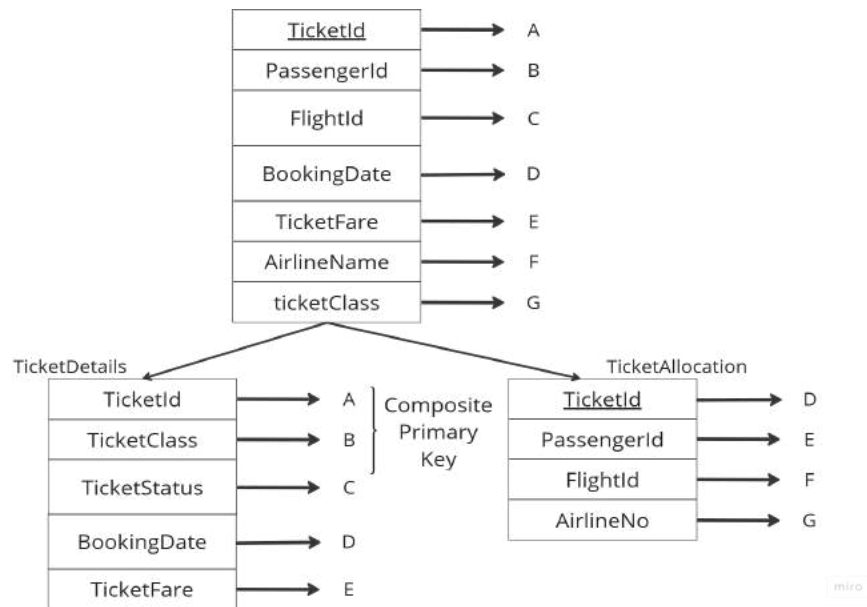 TicketId A
PassengerId B
FlightId C
BookingDate D
TicketFare E
AirlineName F
ticketClass G
TicketDetails
TicketId A
TicketClass B
TicketStatus C
BookingDate D
TicketFare E
Composite
Primary
Key
TicketAllocation
TicketId D
PassengerId E
FlightId F
AirlineNo G
miro